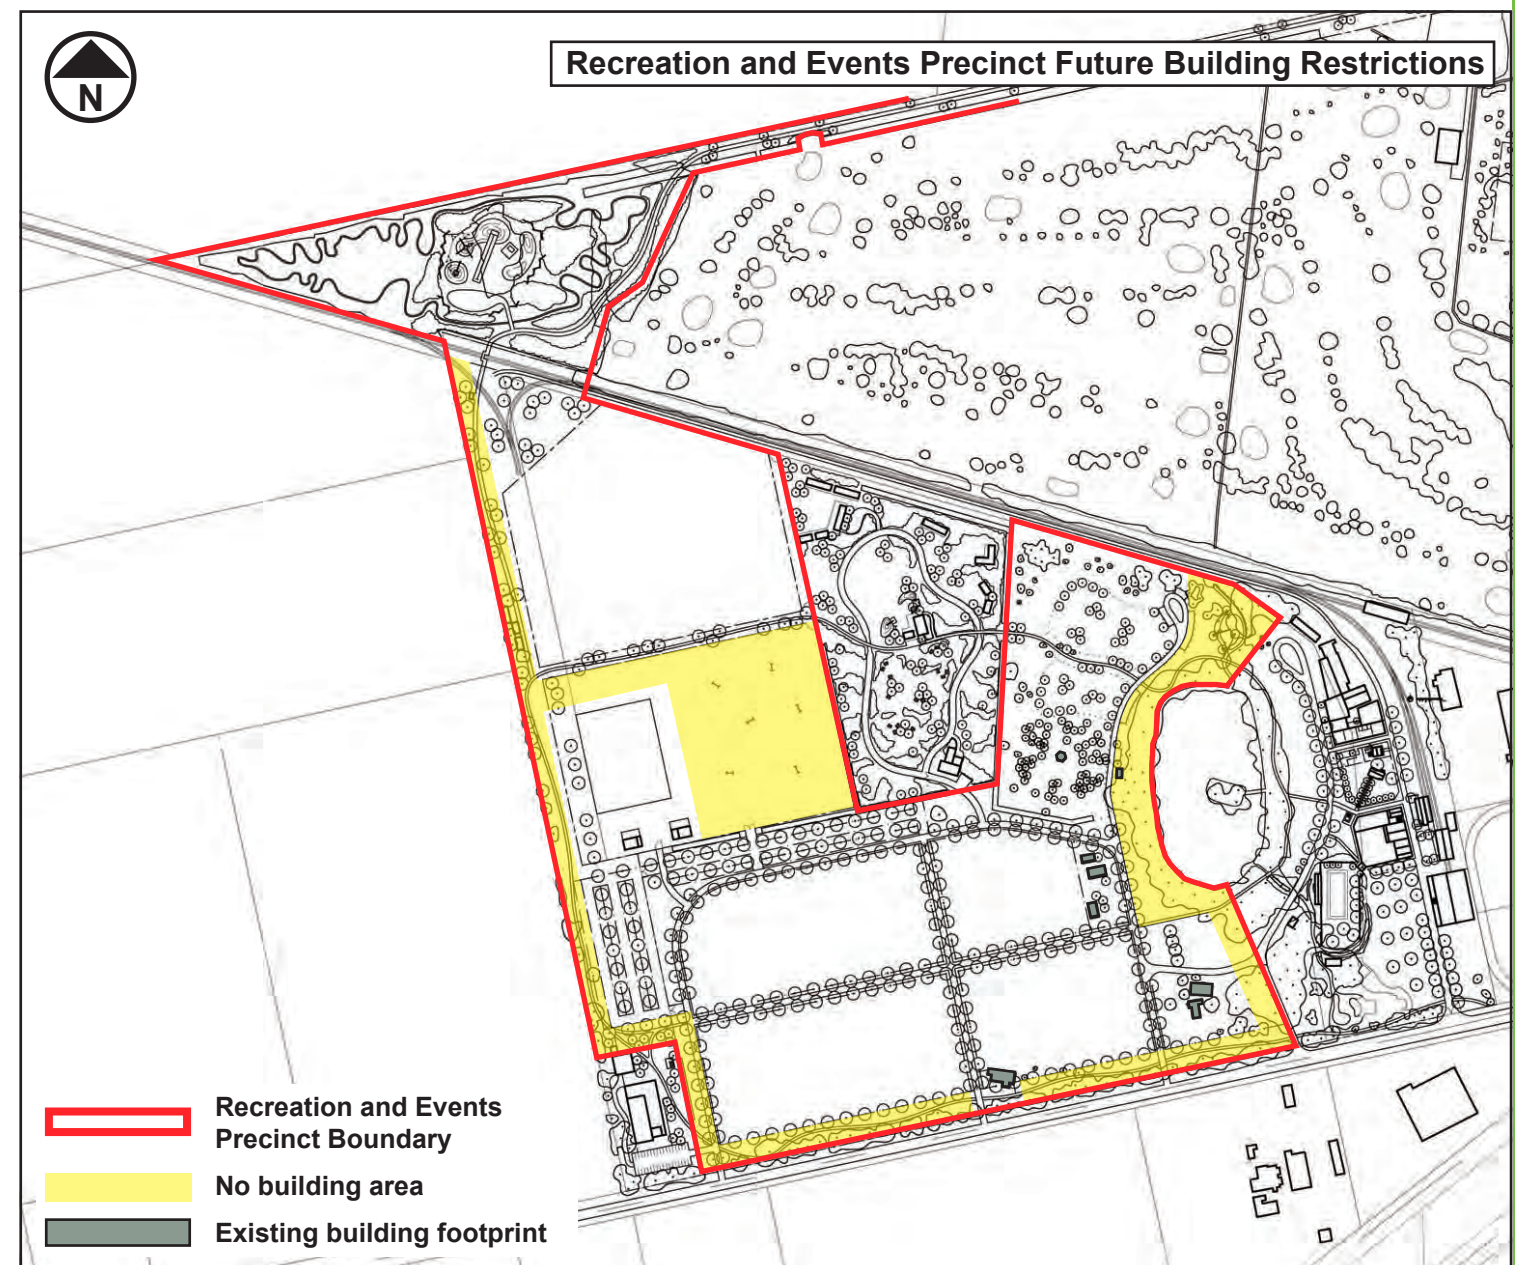 N
Recreation and Events Precinct Future Building Restrictions
Recreation and Events
Precinct Boundary
No building area
Existing building footprint